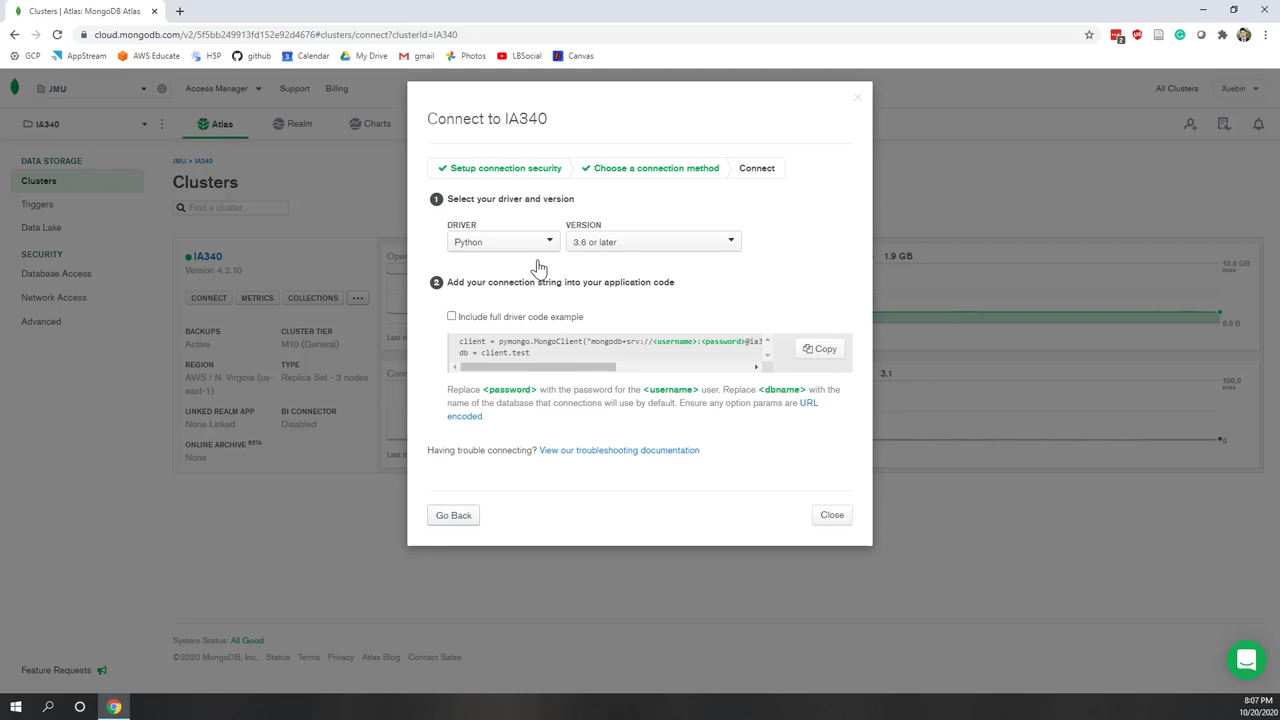 Clusters | Atlas: MongoDB Atlas
cloud.mongodb.com/v2/5f5bb249913fd152e92d4676#clusters/connect?clusterId=IA340
GCP AppStream AWS Educate H5P github Calendar My Drive gmail Photos LBSocial Canvas
JMU Access Manager Support Billing All Clusters Xuebin
IA340 Atlas Realm Charts
DATA STORAGE
Clusters
Triggers
Data Lake
SECURITY
Database Access
Network Access
Advanced
Feature Requests
JMU > IA340
Clusters
Find a cluster...
IA340
Version 4.2.10
CONNECT METRICS COLLECTIONS •••
BACKUPS
Active
CLUSTER TIER
M10 (General)
REGION
AWS / N. Virginia (us-
east-1)
TYPE
Replica Set - 3 nodes
LINKED REALM APP
None Linked
BI CONNECTOR
Disabled
ONLINE ARCHIVE BETA
None
1.9 GB
10.0 GB
max
0.0 B
3.1
100.0
max
0
Connect to IA340
Setup connection security Choose a connection method Connect
1 Select your driver and version
DRIVER VERSION
Python 3.6 or later
2 Add your connection string into your application code
Include full driver code example
client = pymongo.MongoClient("mongodb+srv://<username>:<password>@ia3
db = client.test
Copy
Replace <password> with the password for the <username> user. Replace <dbname> with the
name of the database that connections will use by default. Ensure any option params are URL
encoded.
Having trouble connecting? View our troubleshooting documentation
Go Back Close
System Status: All Good
©2020 MongoDB, Inc. Status Terms Privacy Atlas Blog Contact Sales
8:07 PM
10/20/2020